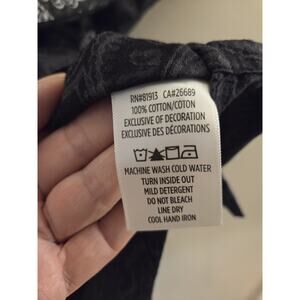 RN#81913 CA#26689
100% COTTON/COTON
EXCLUSIVE OF DECORATION
EXCLUSIVE DES DÉCORATIONS
MACHINE WASH COLD WATER
TURN INSIDE OUT
MILD DETERGENT
DO NOT BLEACH
LINE DRY
COOL HAND IRON